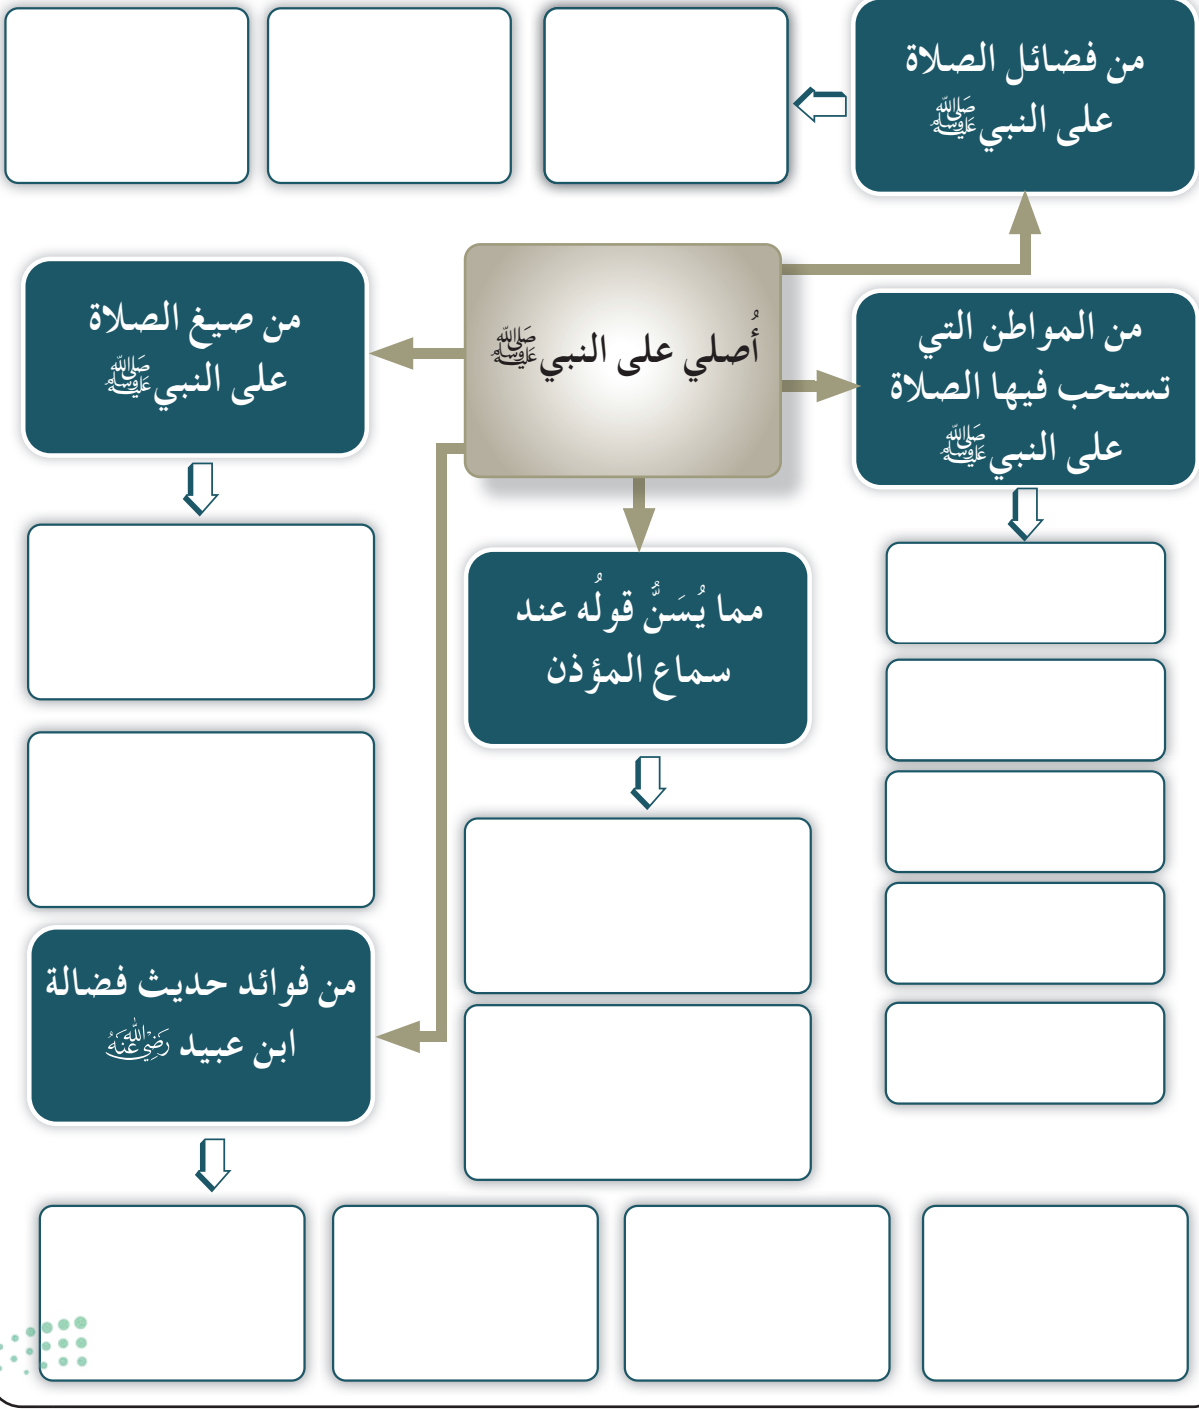 من فضائل الصلاة
على النبي ﷺ
أُصلي على النبي ﷺ
من المواطن التي
تستحب فيها الصلاة
على النبي ﷺ
من صيغ الصلاة
على النبي ﷺ
مما يُسَنُّ قولُه عند
سماع المؤذن
من فوائد حديث فضالة
ابن عبيد رَضِيَ اللَّهُ عَنْهُ